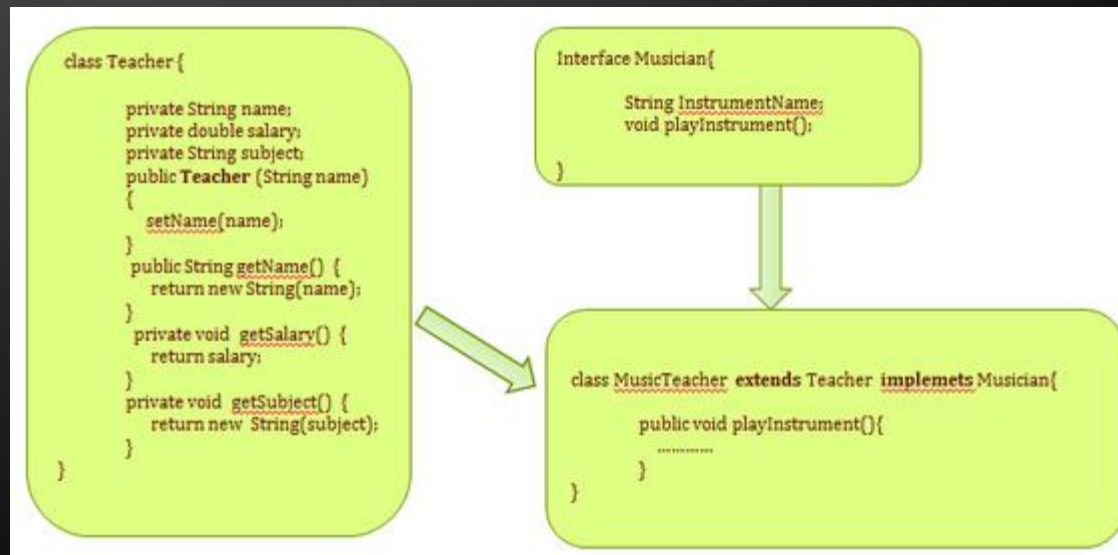 class Teacher {
private String name;
private double salary;
private String subject;
public Teacher (String name)
{
setName(name);
}
public String getName() {
return new String(name);
}
private void getSalary() {
return salary;
}
private void getSubject() {
return new String(subject);
}
}
Interface Musician{
String InstrumentName;
void playInstrument();
}
class MusicTeacher extends Teacher implemets Musician{
public void playInstrument(){
.............
}
}